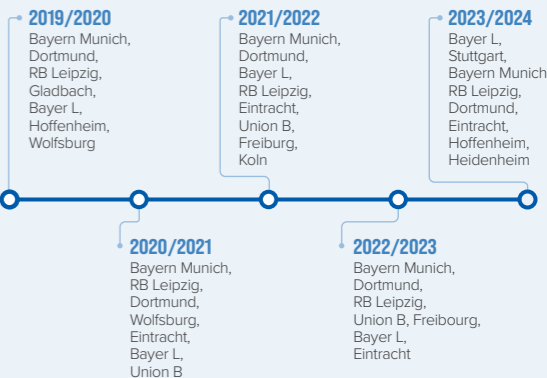 2019/2020
Bayern Munich,
Dortmund,
RB Leipzig,
Gladbach,
Bayer L,
Hoffenheim,
Wolfsburg
2021/2022
Bayern Munich,
Dortmund,
Bayer L,
RB Leipzig,
Eintracht,
Union B,
Freiburg,
Koln
2023/2024
Bayer L,
Stuttgart,
Bayern Munich
RB Leipzig,
Dortmund,
Eintracht,
Hoffenheim,
Heidenheim
2020/2021
Bayern Munich,
RB Leipzig,
Dortmund,
Wolfsburg,
Eintracht,
Bayer L,
Union B
2022/2023
Bayern Munich,
Dortmund,
RB Leipzig,
Union B, Freibourg,
Bayer L,
Eintracht